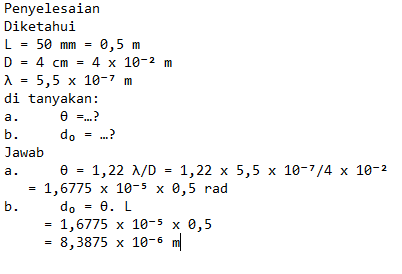 Penyelesaian
Diketahui
L = 50 mm = 0,5 m
D = 4 cm = 4 x 10⁻² m
λ = 5,5 x 10⁻⁷ m
di tanyakan:
a. θ =…?
b. d₀ = …?
Jawab
a. θ = 1,22 λ/D = 1,22 x 5,5 x 10⁻⁷/4 x 10⁻²
= 1,6775 x 10⁻⁵ x 0,5 rad
b. d₀ = θ. L
= 1,6775 x 10⁻⁵ x 0,5
= 8,3875 x 10⁻⁶ m